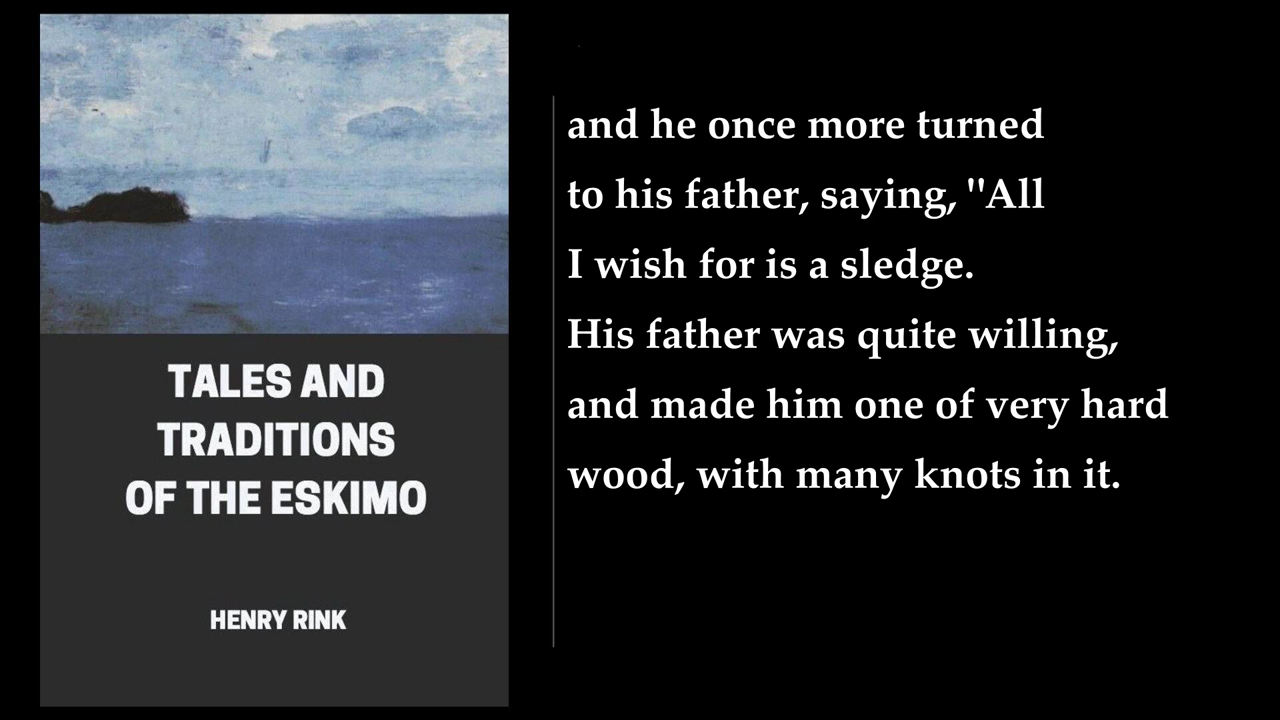 TALES AND
TRADITIONS
OF THE ESKIMO
HENRY RINK
and he once more turned
to his father, saying, "All
I wish for is a sledge.
His father was quite willing,
and made him one of very hard
wood, with many knots in it.